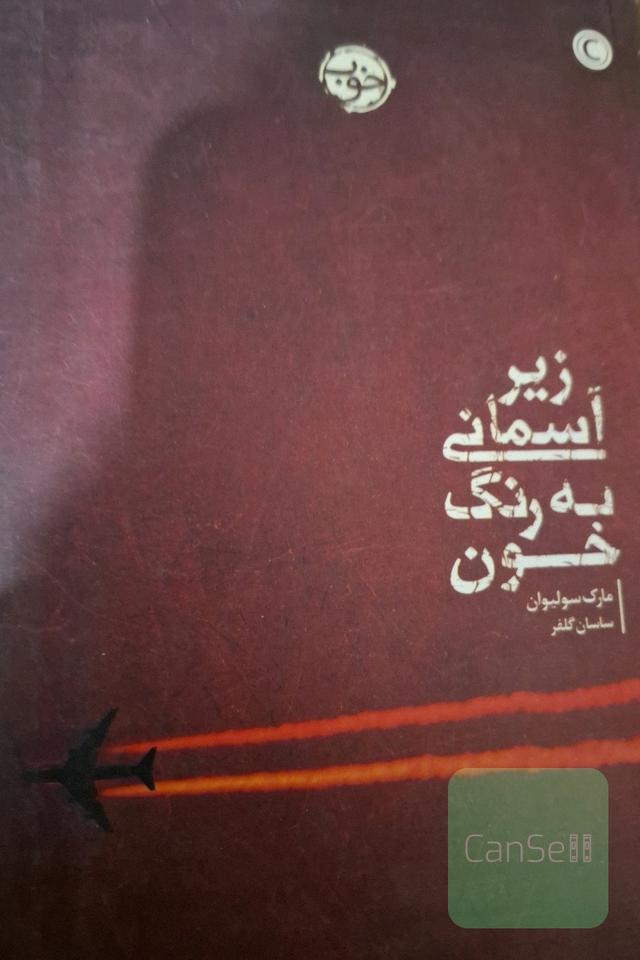 خوب
زیر
آسمانی
به رنگ
خون
مارک سولیوان
ساسان گلفر
CanSell